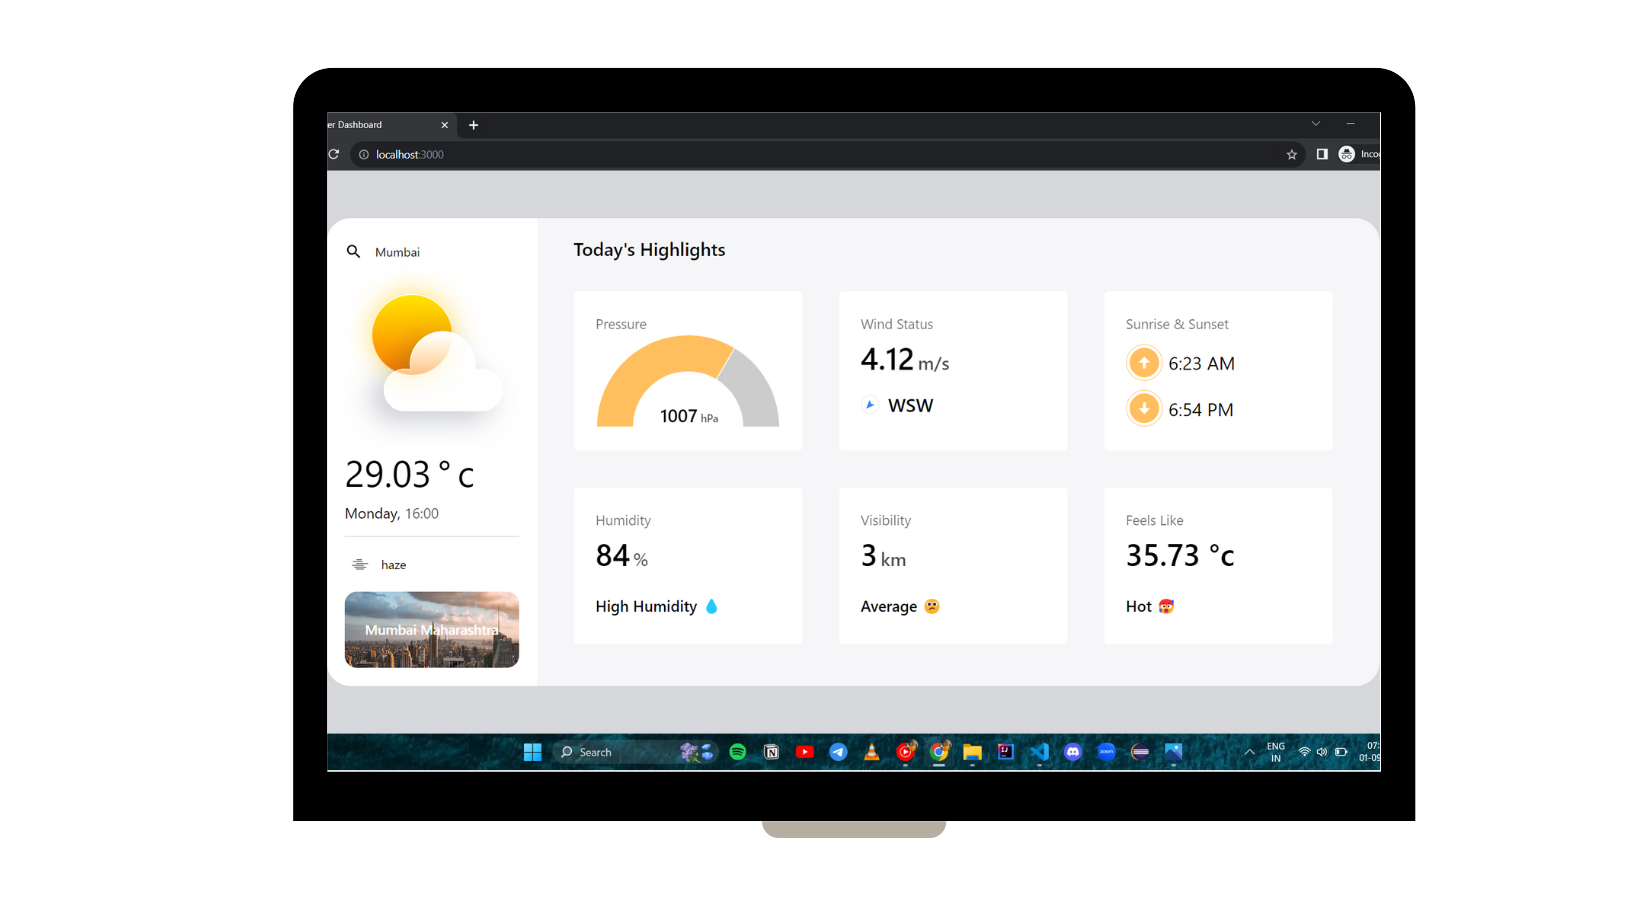 er Dashboard
localhost:3000
Inco
Mumbai
29.03 ° c
Monday, 16:00
haze
Mumbai Maharashtra
Today's Highlights
Pressure
1007 hPa
Wind Status
4.12 m/s
WSW
Sunrise & Sunset
6:23 AM
6:54 PM
Humidity
84 %
High Humidity
Visibility
3 km
Average
Feels Like
35.73 °c
Hot
Search
zoom
ENG
IN
07:
01-09